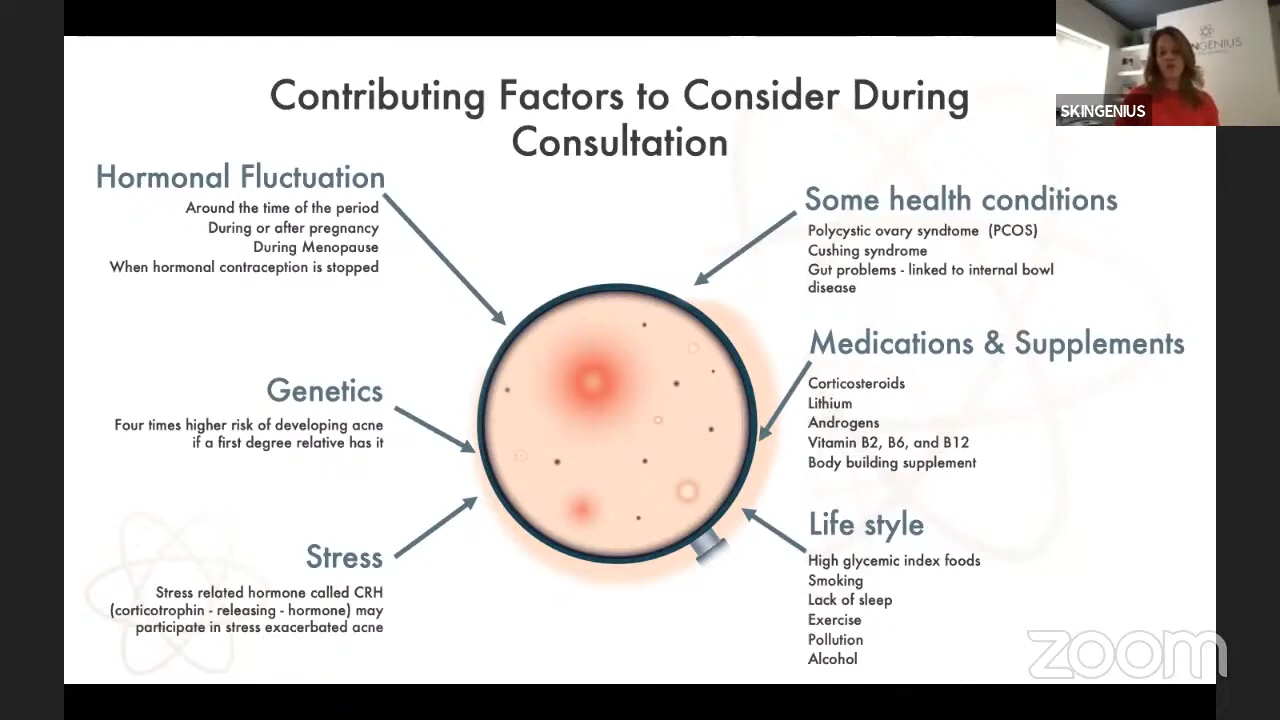 Contributing Factors to Consider During
Consultation
Hormonal Fluctuation
Around the time of the period
During or after pregnancy
During Menopause
When hormonal contraception is stopped
Genetics
Four times higher risk of developing acne
if a first degree relative has it
Stress
Stress related hormone called CRH
(corticotrophin - releasing - hormone) may
participate in stress exacerbated acne
Some health conditions
Polycystic ovary syndtome (PCOS)
Cushing syndrome
Gut problems - linked to internal bowl
disease
Medications & Supplements
Corticosteroids
Lithium
Androgens
Vitamin B2, B6, and B12
Body building supplement
Life style
High glycemic index foods
Smoking
Lack of sleep
Exercise
Pollution
Alcohol
SKINGENIUS
zoom